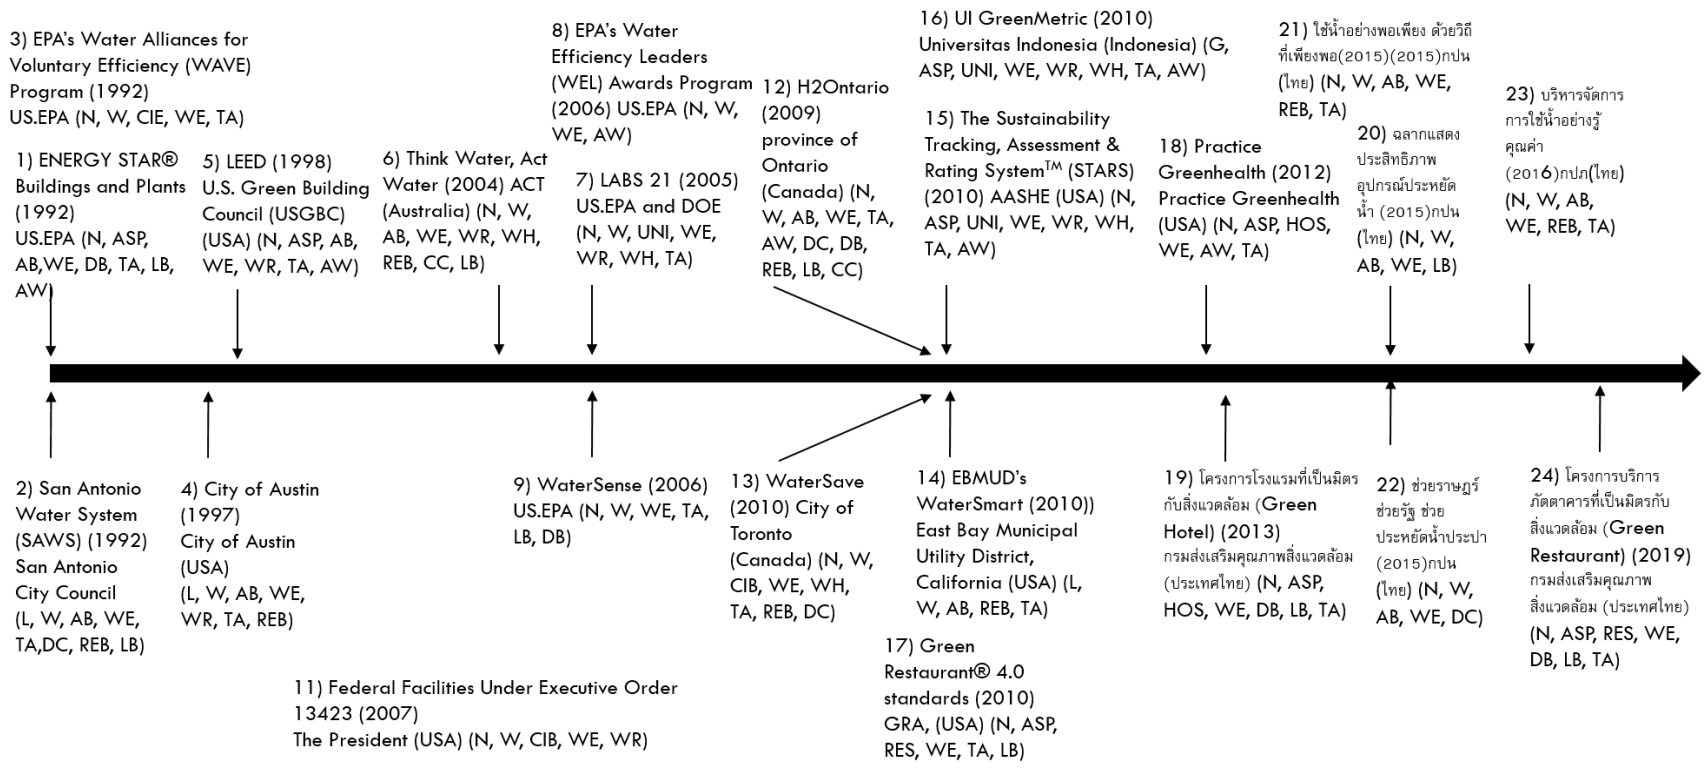 3) EPA's Water Alliances for
Voluntary Efficiency (WAVE)
Program (1992)
US.EPA (N, W, CIE, WE, TA)
1) ENERGY STAR®
Buildings and Plants
(1992)
US.EPA (N, ASP,
AB,WE, DB, TA, LB,
AW)
5) LEED (1998)
U.S. Green Building
Council (USGBC)
(USA) (N, ASP, AB,
WE, WR, TA, AW)
6) Think Water, Act
Water (2004) ACT
(Australia) (N, W,
AB, WE, WR, WH,
REB, CC, LB)
8) EPA's Water
Efficiency Leaders
(WEL) Awards Program
(2006) US.EPA (N, W,
WE, AW)
7) LABS 21 (2005)
US.EPA and DOE
(N, W, UNI, WE,
WR, WH, TA)
12) H2Ontario
(2009)
province of
Ontario
(Canada) (N,
W, AB, WE, TA,
AW, DC, DB,
REB, LB, CC)
16) UI GreenMetric (2010)
Universitas Indonesia (Indonesia) (G,
ASP, UNI, WE, WR, WH, TA, AW)
15) The Sustainability
Tracking, Assessment &
Rating System™ (STARS)
(2010) AASHE (USA) (N,
ASP, UNI, WE, WR, WH,
TA, AW)
18) Practice
Greenhealth (2012)
Practice Greenhealth
(USA) (N, ASP, HOS,
WE, AW, TA)
21) ใช้น้ำอย่างพอเพียง ด้วยวิถี
ที่เพียงพอ(2015)(2015)กปน
(ไทย) (N, W, AB, WE,
REB, TA)
20) ฉลากแสดง
ประสิทธิภาพ
อุปกรณ์ประหยัด
น้ำ (2015)กปน
(ไทย) (N, W,
AB, WE, LB)
23) บริหารจัดการ
การใช้น้ำอย่างรู้
คุณค่า
(2016)กปภ(ไทย)
(N, W, AB,
WE, REB, TA)
2) San Antonio
Water System
(SAWS) (1992)
San Antonio
City Council
(L, W, AB, WE,
TA,DC, REB, LB)
4) City of Austin
(1997)
City of Austin
(USA)
(L, W, AB, WE,
WR, TA, REB)
11) Federal Facilities Under Executive Order
13423 (2007)
The President (USA) (N, W, CIB, WE, WR)
9) WaterSense (2006)
US.EPA (N, W, WE, TA,
LB, DB)
13) WaterSave
(2010) City of
Toronto
(Canada) (N, W,
CIB, WE, WH,
TA, REB, DC)
14) EBMUD's
WaterSmart (2010))
East Bay Municipal
Utility District,
California (USA) (L,
W, AB, REB, TA)
17) Green
Restaurant® 4.0
standards (2010)
GRA, (USA) (N, ASP,
RES, WE, TA, LB)
19) โครงการโรงแรมที่เป็นมิตร
กับสิ่งแวดล้อม (Green
Hotel) (2013)
กรมส่งเสริมคุณภาพสิ่งแวดล้อม
(ประเทศไทย) (N, ASP,
HOS, WE, DB, LB, TA)
22) ช่วยราษฎร์
ช่วยรัฐ ช่วย
ประหยัดน้ำประปา
(2015)กปน
(ไทย) (N, W,
AB, WE, DC)
24) โครงการบริการ
ภัตตาคารที่เป็นมิตรกับ
สิ่งแวดล้อม (Green
Restaurant) (2019)
กรมส่งเสริมคุณภาพ
สิ่งแวดล้อม (ประเทศไทย)
(N, ASP, RES, WE,
DB, LB, TA)